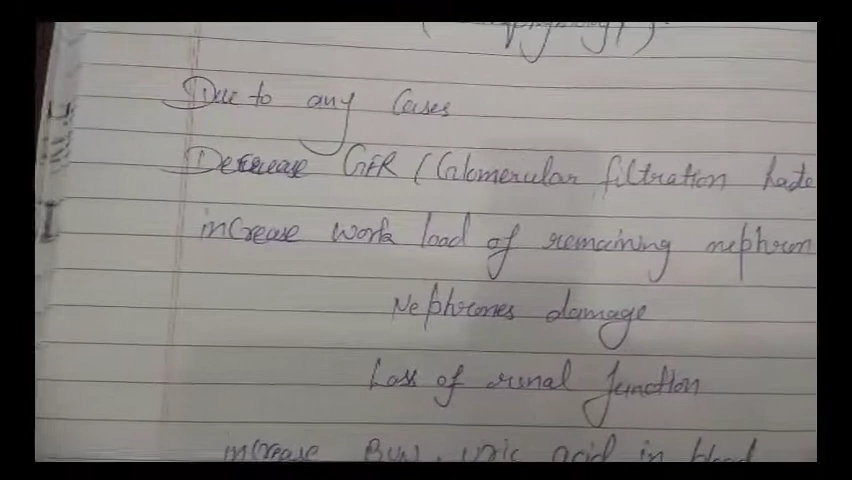 Due to any Cases
Decrease GFR (Glomerular filtration Rate
increase work load of remaining nephron
Nephrones damage
Loss of renal function
increase BUN, uric acid in blood